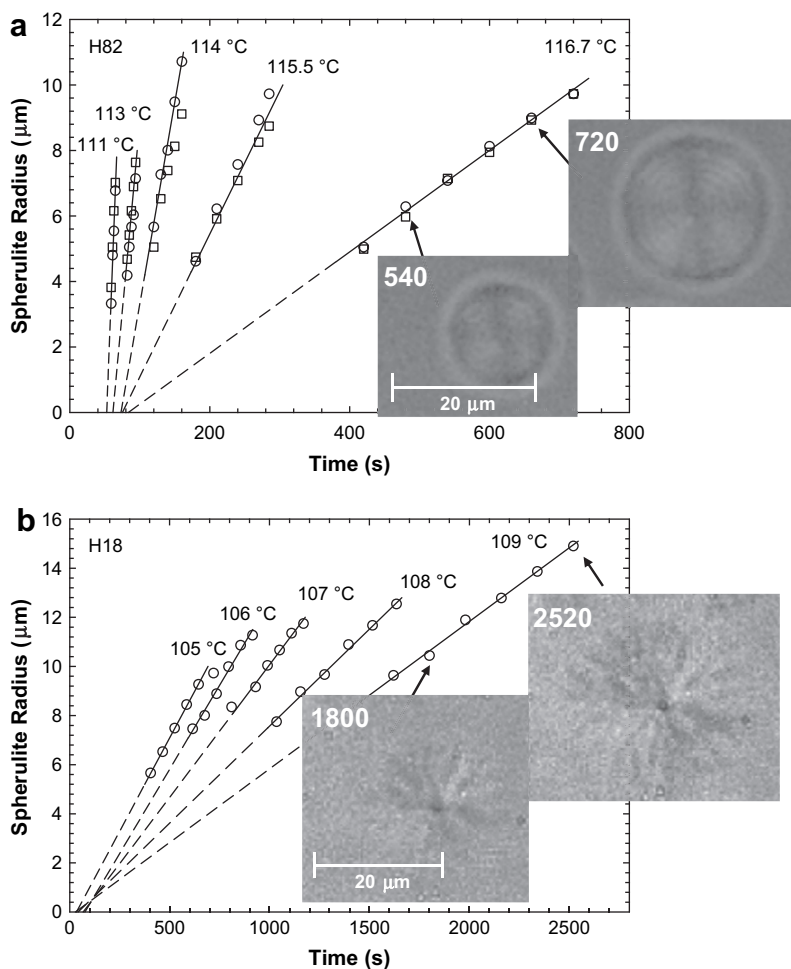 a
H82
114 °C
116.7 °C
115.5 °C
113 °C
111 °C
12
10
8
6
4
2
0
Spherulite Radius (μm)
720
540
20 μm
0
200
400
600
800
Time (s)
b
H18
109 °C
108 °C
107 °C
106 °C
105 °C
16
14
12
10
8
6
4
2
0
Spherulite Radius (μm)
2520
1800
20 μm
0
500
1000
1500
2000
2500
Time (s)